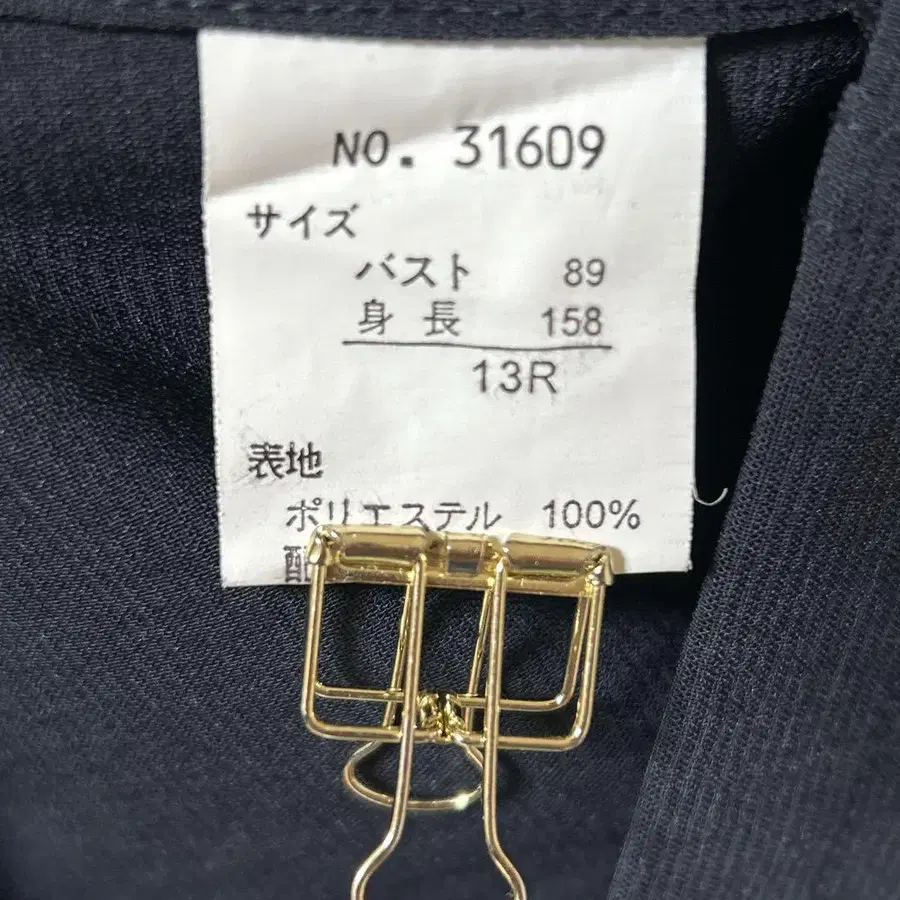 NO. 31609
サイズ
バスト 89
身長 158
13R
表地
ポリエステル 100%